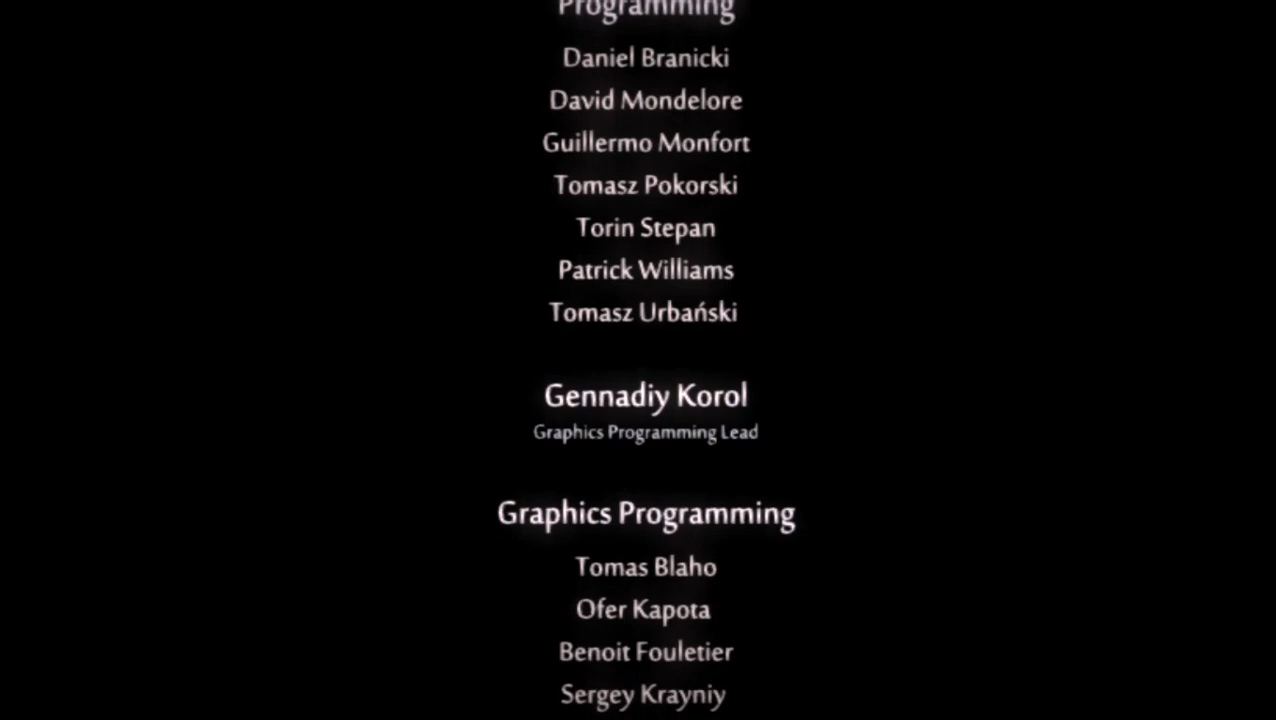 Programming
Daniel Branicki
David Mondelore
Guillermo Monfort
Tomasz Pokorski
Torin Stepan
Patrick Williams
Tomasz Urbański
Gennadiy Korol
Graphics Programming Lead
Graphics Programming
Tomas Blaho
Ofer Kapota
Benoit Fouletier
Sergey Krayniy